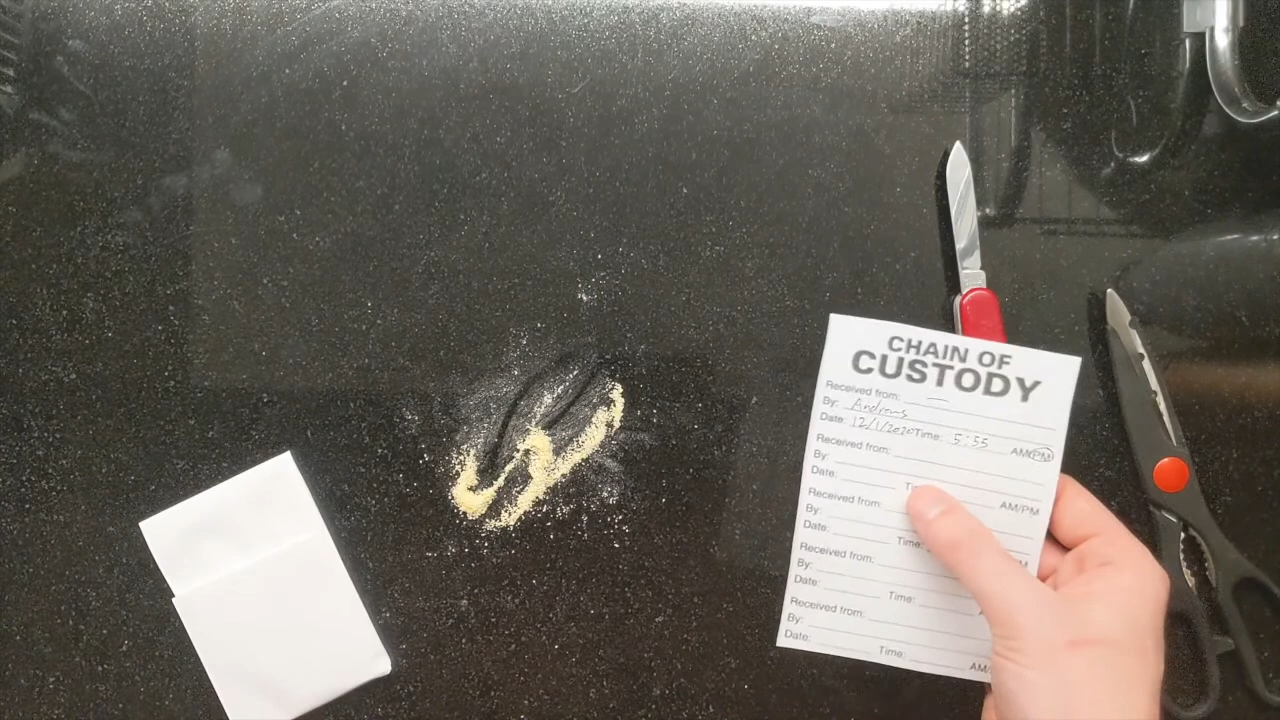 CHAIN OF
CUSTODY
Received from: —
By: Andrews
Date: 12/1/2020 Time: 5:55 AM/PM
Received from:
By:
Date: AM/PM
Received from:
By:
Date: Time:
Received from:
By:
Date: Time:
Received from:
By:
Date: Time: